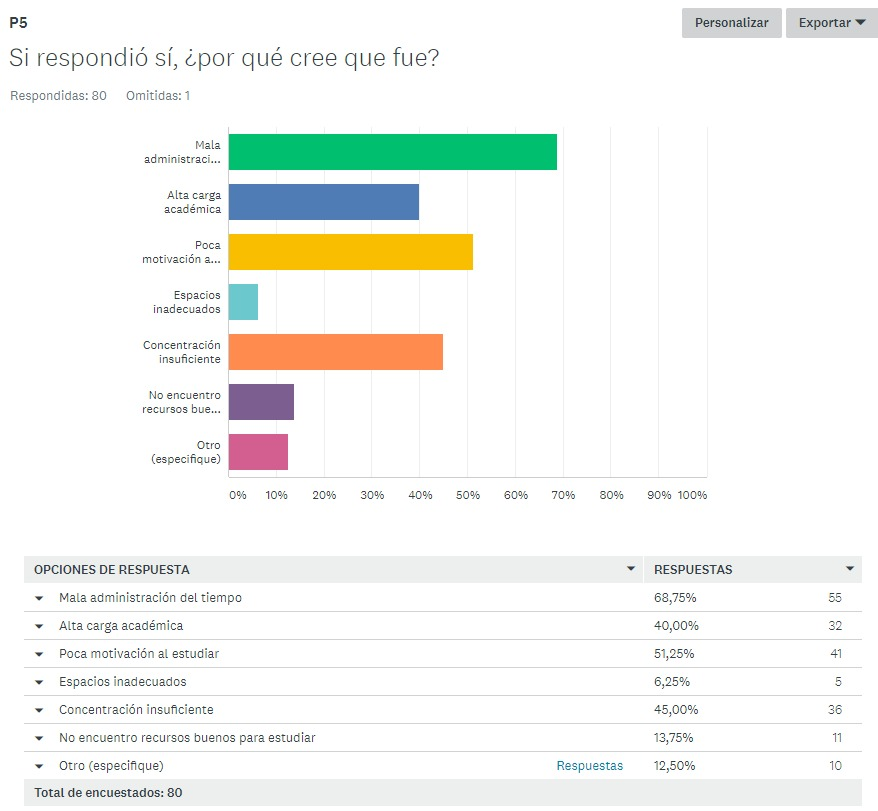 P5
Personalizar
Exportar
Si respondió sí, ¿por qué cree que fue?
Respondidas: 80 Omitidas: 1
Mala
administraci...
Alta carga
académica
Poca
motivación a...
Espacios
inadecuados
Concentración
insuficiente
No encuentro
recursos bue...
Otro
(especifique)
0% 10% 20% 30% 40% 50% 60% 70% 80% 90% 100%
OPCIONES DE RESPUESTA RESPUESTAS
Mala administración del tiempo 68,75% 55
Alta carga académica 40,00% 32
Poca motivación al estudiar 51,25% 41
Espacios inadecuados 6,25% 5
Concentración insuficiente 45,00% 36
No encuentro recursos buenos para estudiar 13,75% 11
Otro (especifique) Respuestas 12,50% 10
Total de encuestados: 80